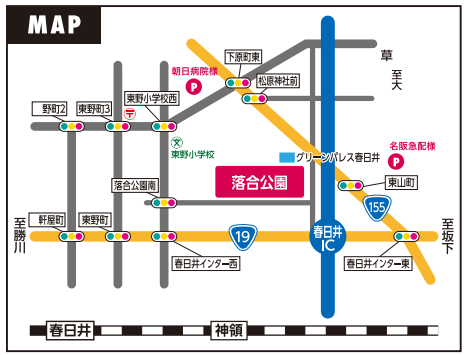 MAP
下原町東
草
至大
朝日病院様
P
松原神社前
野町2
東野町3
〒
東野小学校西
文
東野小学校
名阪急配様
P
グリーンパレス春日井
落合公園南
落合公園
東山町
155
至勝川
軒屋町
東野町
19
春日井
IC
至坂下
春日井インター西
春日井インター東
春日井
神領